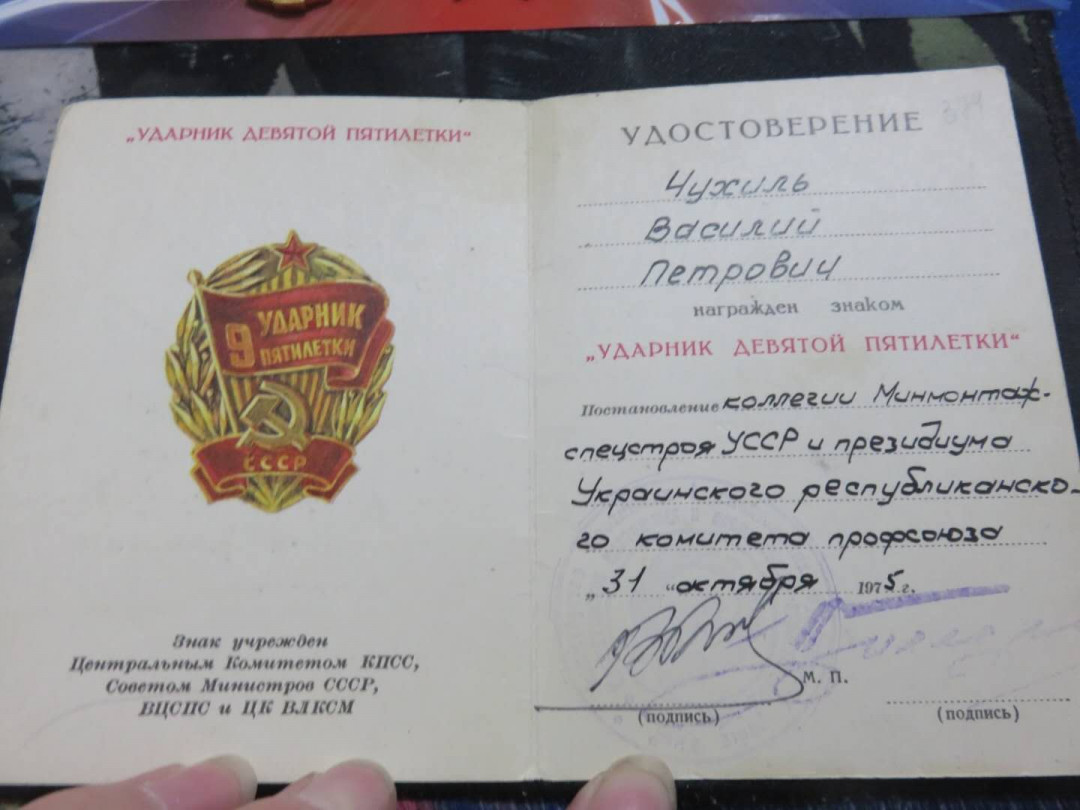 „УДАРНИК ДЕВЯТОЙ ПЯТИЛЕТКИ“
9 УДАРНИК
ПЯТИЛЕТКИ
СССР
Знак учрежден
Центральным Комитетом КПСС,
Советом Министров СССР,
ВЦСПС и ЦК ВЛКСМ
УДОСТОВЕРЕНИЕ
Чухиль
Василий
Петрович
награжден знаком
„УДАРНИК ДЕВЯТОЙ ПЯТИЛЕТКИ“
Постановление коллегии Минмонтаж-
спецстроя УССР и президиума
Украинского республиканско-
го комитета профсоюза
„31“ октября 1975 г.
М. П.
(подпись) (подпись)